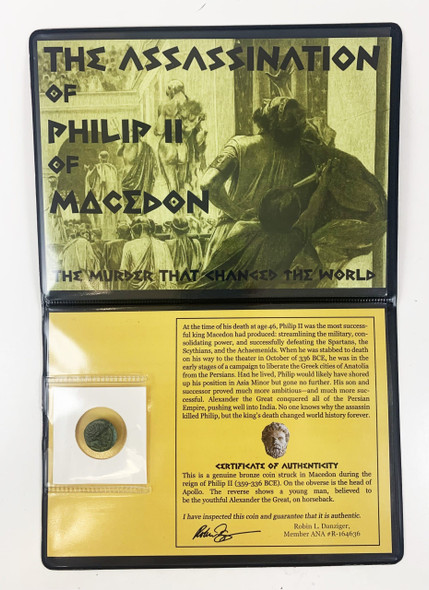 THE ASSASSINATION
OF
PHILIP II
OF
MACEDON
THE MURDER THAT CHANGED THE WORLD
At the time of his death at age 46, Philip II was the most success-
ful king Macedon had produced: streamlining the military, con-
solidating power, and successfully defeating the Spartans, the
Scythians, and the Achaemenids. When he was stabbed to death
on his way to the theater in October of 336 BCE, he was in the
early stages of a campaign to liberate the Greek cities of Anatolia
from the Persians. Had he lived, Philip would likely have shored
up his position in Asia Minor but gone no further. His son and
successor proved much more ambitious—and much more suc-
cessful. Alexander the Great conquered all of the Persian
Empire, pushing well into India. No one knows why the assassin
killed Philip, but the king's death changed world history forever.
CERTIFICATE OF AUTHENTICITY
This is a genuine bronze coin struck in Macedon during the
reign of Philip II (359-336 BCE). On the obverse is the head of
Apollo. The reverse shows a young man, believed to
be the youthful Alexander the Great, on horseback.
I have inspected this coin and guarantee that it is authentic.
Robin L. Danziger,
Member ANA #R-164636